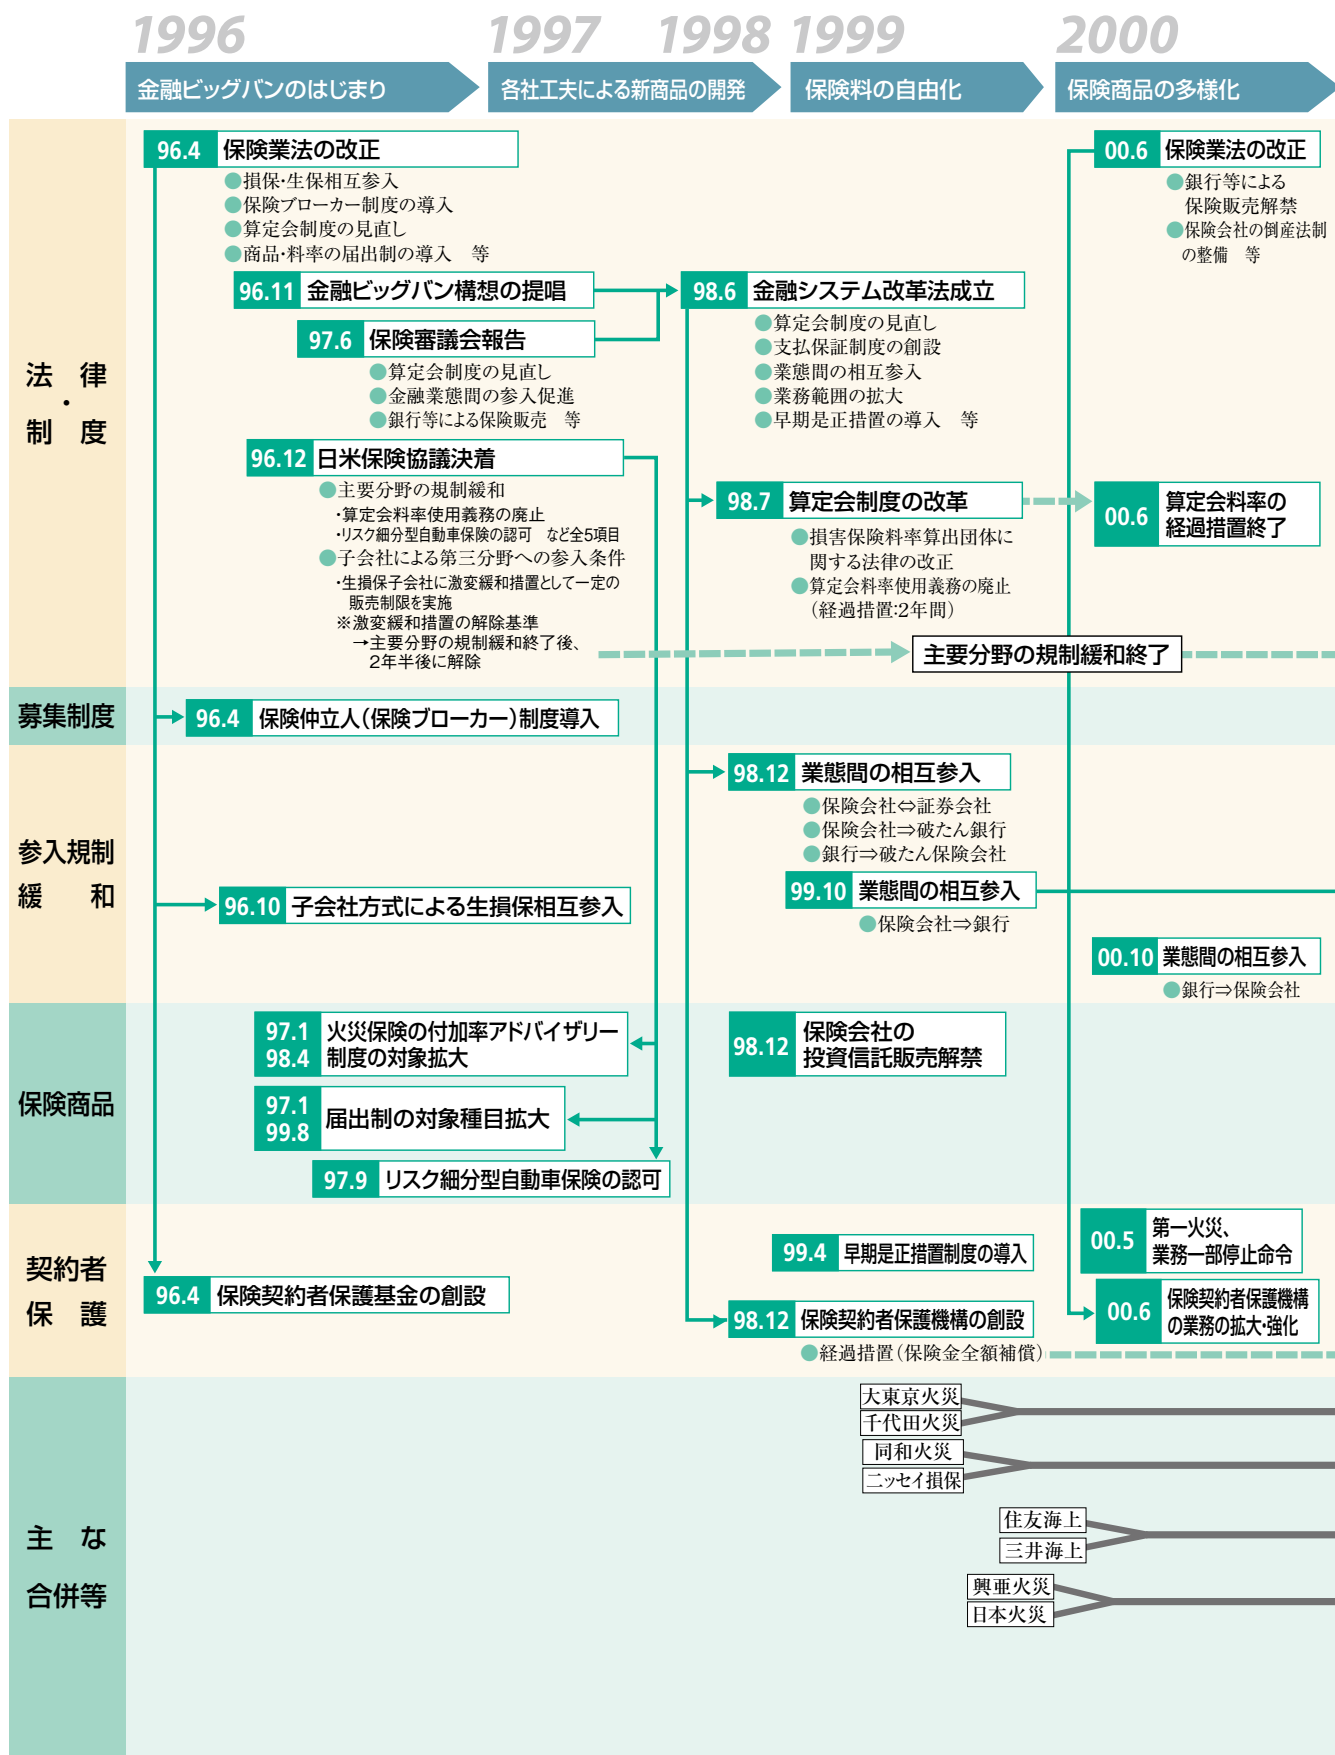 1996
1997
1998
1999
2000
金融ビッグバンのはじまり
各社工夫による新商品の開発
保険料の自由化
保険商品の多様化
法　律
・
制　度
96.4 保険業法の改正
●損保・生保相互参入
●保険ブローカー制度の導入
●算定会制度の見直し
●商品・料率の届出制の導入　等
96.11 金融ビッグバン構想の提唱
97.6 保険審議会報告
●算定会制度の見直し
●金融業態間の参入促進
●銀行等による保険販売　等
96.12 日米保険協議決着
●主要分野の規制緩和
・算定会料率使用義務の廃止
・リスク細分型自動車保険の認可　など全5項目
●子会社による第三分野への参入条件
・生損保子会社に激変緩和措置として一定の
販売制限を実施
※激変緩和措置の解除基準
→主要分野の規制緩和終了後、
2年半後に解除
98.6 金融システム改革法成立
●算定会制度の見直し
●支払保証制度の創設
●業態間の相互参入
●業務範囲の拡大
●早期是正措置の導入　等
98.7 算定会制度の改革
●損害保険料率算出団体に
関する法律の改正
●算定会料率使用義務の廃止
（経過措置:2年間）
主要分野の規制緩和終了
00.6 保険業法の改正
●銀行等による
保険販売解禁
●保険会社の倒産法制
の整備　等
00.6 算定会料率の
経過措置終了
募集制度
96.4 保険仲立人（保険ブローカー）制度導入
参入規制
緩　和
96.10 子会社方式による生損保相互参入
98.12 業態間の相互参入
●保険会社⇔証券会社
●保険会社⇒破たん銀行
●銀行⇒破たん保険会社
99.10 業態間の相互参入
●保険会社⇒銀行
00.10 業態間の相互参入
●銀行⇒保険会社
保険商品
97.1 火災保険の付加率アドバイザリー
98.4 制度の対象拡大
97.1
99.8 届出制の対象種目拡大
97.9 リスク細分型自動車保険の認可
98.12 保険会社の
投資信託販売解禁
契約者
保　護
96.4 保険契約者保護基金の創設
99.4 早期是正措置制度の導入
98.12 保険契約者保護機構の創設
●経過措置（保険金全額補償）
00.5 第一火災、
業務一部停止命令
00.6 保険契約者保護機構
の業務の拡大・強化
主　な
合併等
大東京火災
千代田火災
同和火災
ニッセイ損保
住友海上
三井海上
興亜火災
日本火災